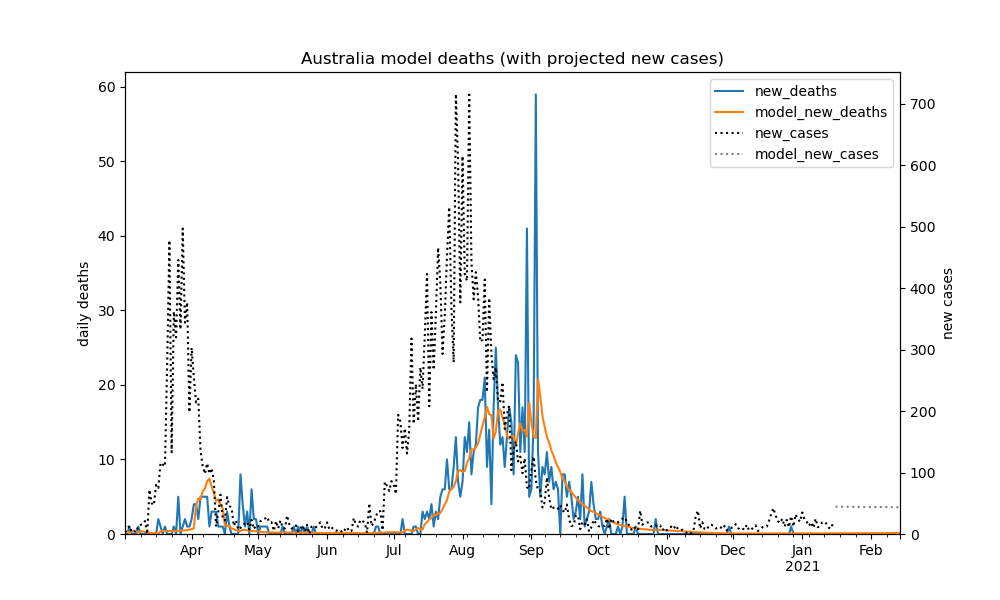 Australia model deaths (with projected new cases)
new_deaths
model_new_deaths
new_cases
model_new_cases
daily deaths
60
50
40
30
20
10
0
new cases
700
600
500
400
300
200
100
0
Apr May Jun Jul Aug Sep Oct Nov Dec Jan Feb
2021